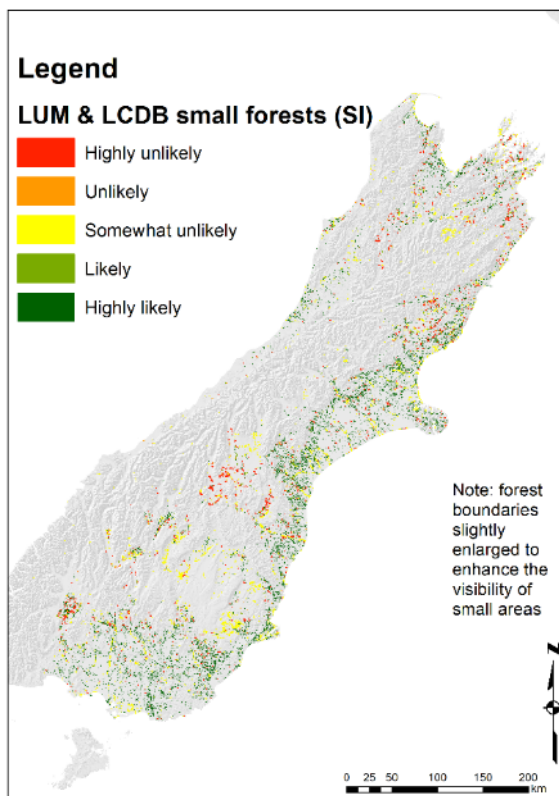 Legend
LUM & LCDB small forests (SI)
Highly unlikely
Unlikely
Somewhat unlikely
Likely
Highly likely
Note: forest
boundaries
slightly
enlarged to
enhance the
visibility of
small areas
N
0 25 50 100 150 200
km